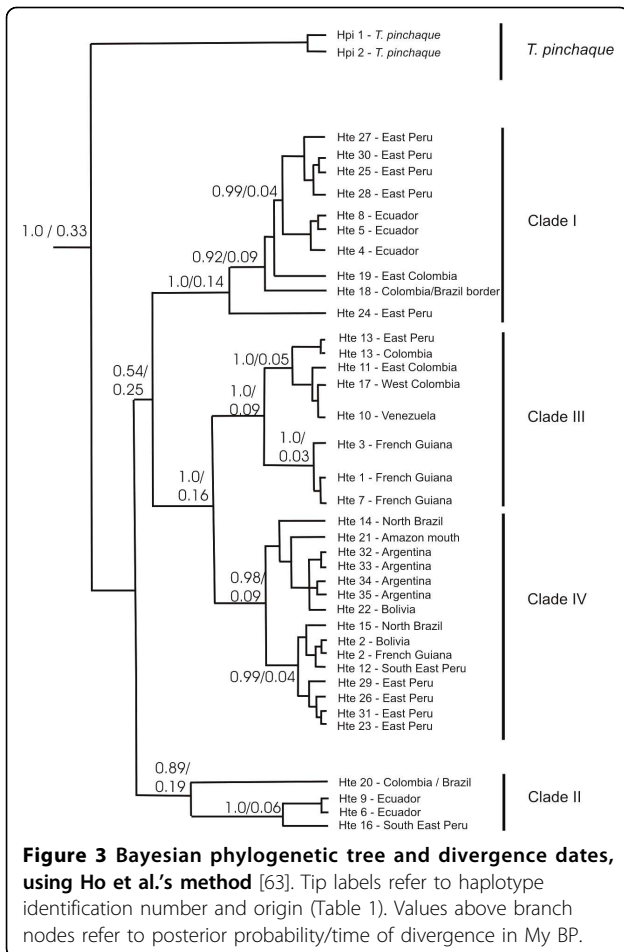 Hpi 1 - T. pinchaque
Hpi 2 - T. pinchaque
T. pinchaque
1.0 / 0.33
Hte 27 - East Peru
Hte 30 - East Peru
Hte 25 - East Peru
Hte 28 - East Peru
Hte 8 - Ecuador
Hte 5 - Ecuador
Hte 4 - Ecuador
Hte 19 - East Colombia
Hte 18 - Colombia/Brazil border
Hte 24 - East Peru
0.99/0.04
0.92/0.09
1.0/0.14
Clade I
0.54/
0.25
Hte 13 - East Peru
Hte 13 - Colombia
Hte 11 - East Colombia
Hte 17 - West Colombia
Hte 10 - Venezuela
Hte 3 - French Guiana
Hte 1 - French Guiana
Hte 7 - French Guiana
1.0/0.05
1.0/
0.09
1.0/
0.03
Clade III
1.0/
0.16
Hte 14 - North Brazil
Hte 21 - Amazon mouth
Hte 32 - Argentina
Hte 33 - Argentina
Hte 34 - Argentina
Hte 35 - Argentina
Hte 22 - Bolivia
Hte 15 - North Brazil
Hte 2 - Bolivia
Hte 2 - French Guiana
Hte 12 - South East Peru
Hte 29 - East Peru
Hte 26 - East Peru
Hte 31 - East Peru
Hte 23 - East Peru
0.98/
0.09
0.99/0.04
Clade IV
0.89/
0.19
Hte 20 - Colombia / Brazil
Hte 9 - Ecuador
Hte 6 - Ecuador
Hte 16 - South East Peru
1.0/0.06
Clade II
Figure 3 Bayesian phylogenetic tree and divergence dates,
using Ho et al.'s method [63]. Tip labels refer to haplotype
identification number and origin (Table 1). Values above branch
nodes refer to posterior probability/time of divergence in My BP.